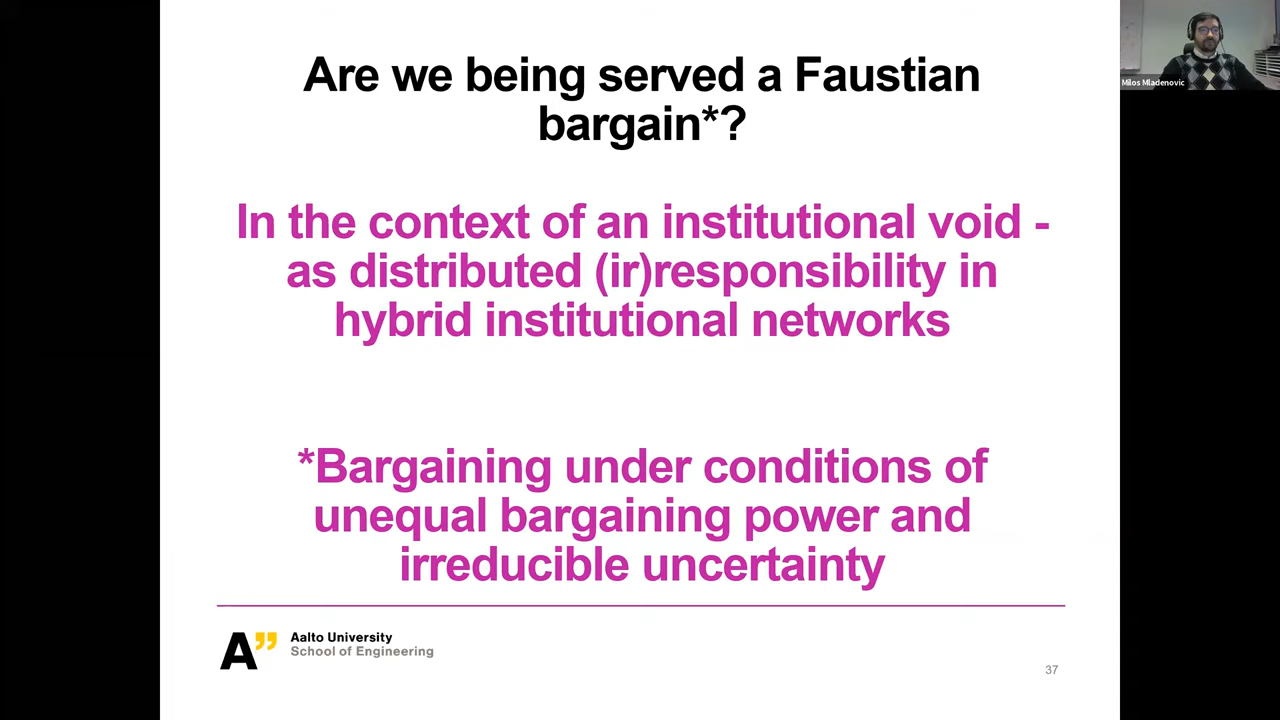 Are we being served a Faustian
bargain*?
In the context of an institutional void -
as distributed (ir)responsibility in
hybrid institutional networks
*Bargaining under conditions of
unequal bargaining power and
irreducible uncertainty
A”
Aalto University
School of Engineering
37
Milos Mladenovic